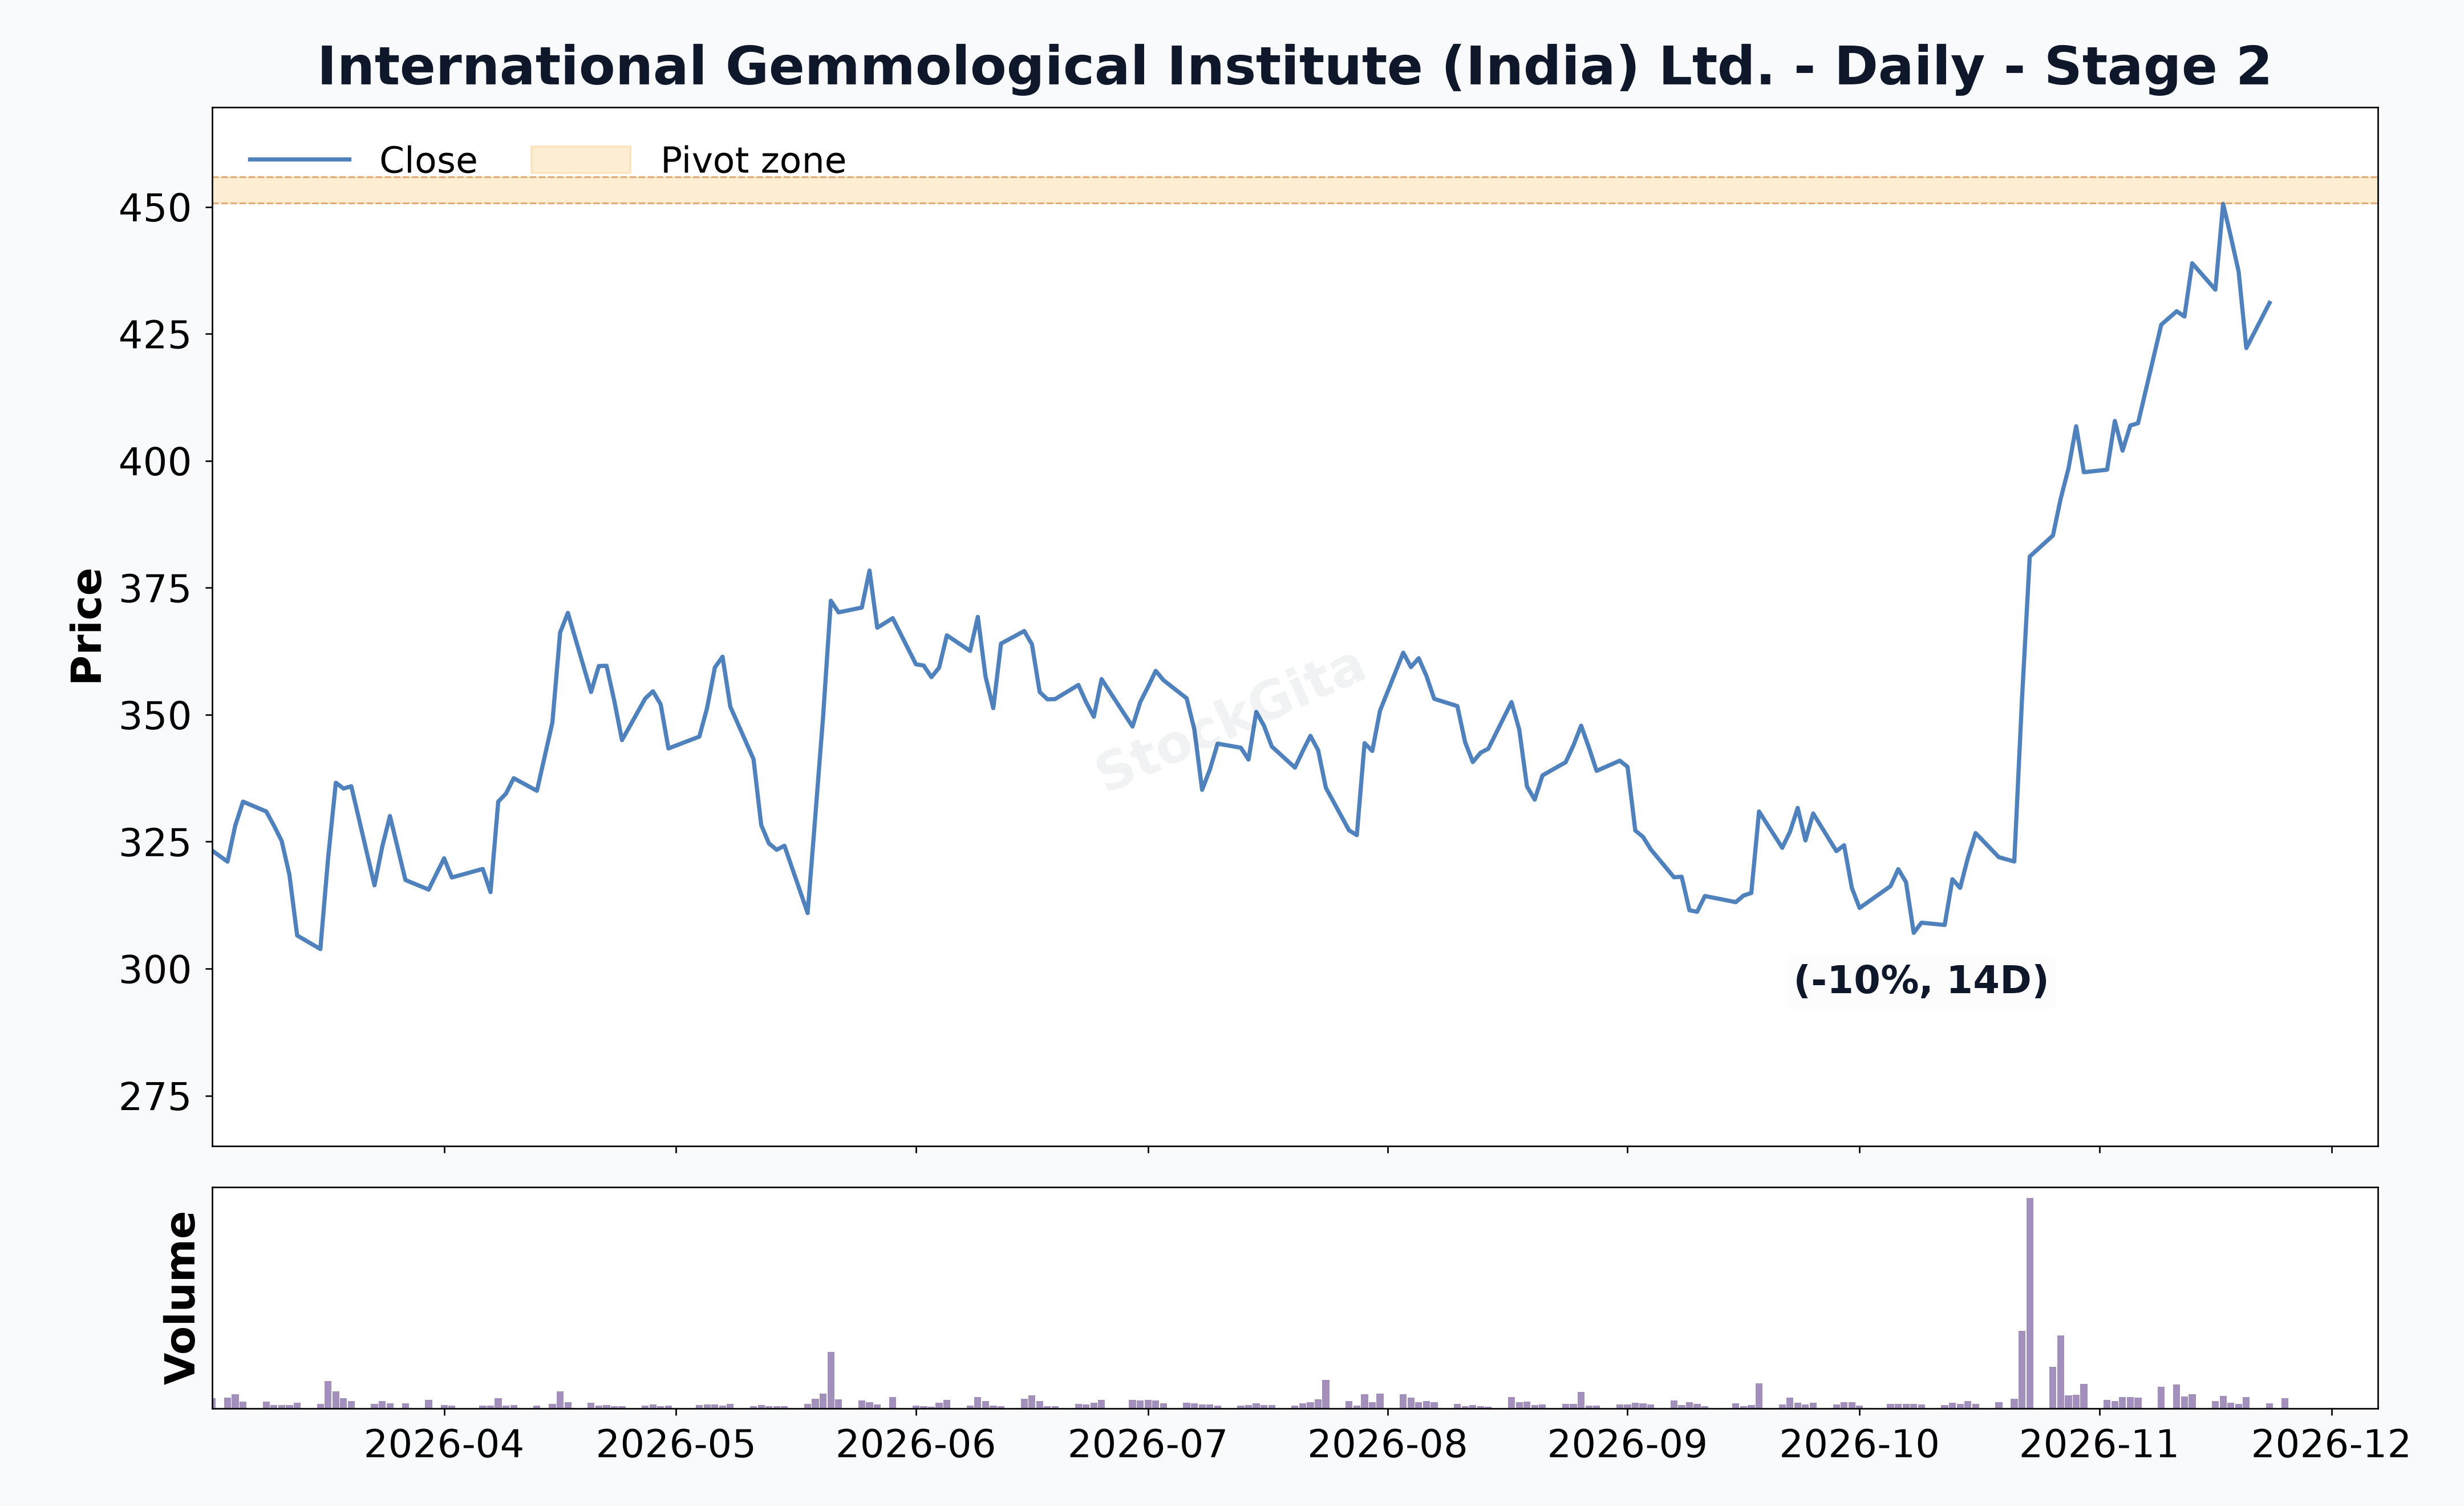 International Gemmological Institute (India) Ltd. - Daily - Stage 2
Close
Pivot zone
450
425
400
375
350
325
300
275
Price
StockGita
(-10%, 14D)
Volume
2026-04
2026-05
2026-06
2026-07
2026-08
2026-09
2026-10
2026-11
2026-12